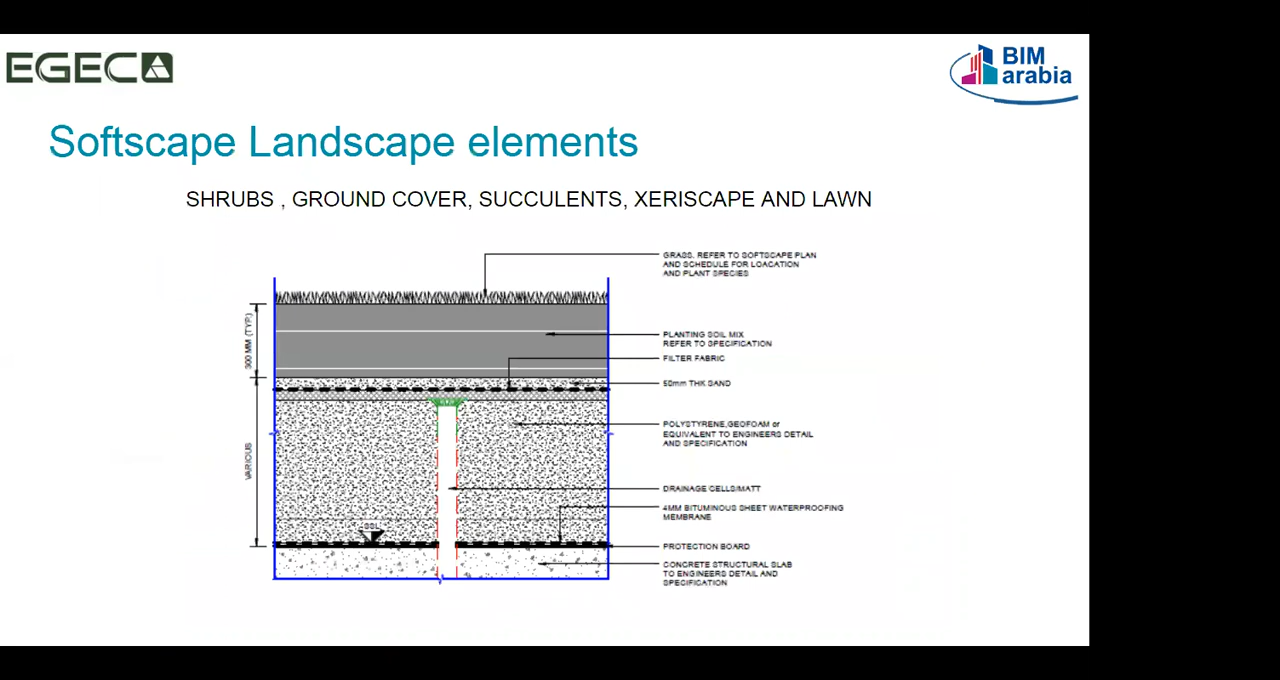 EGEC
BIM
arabia
Softscape Landscape elements
SHRUBS , GROUND COVER, SUCCULENTS, XERISCAPE AND LAWN
GRASS. REFER TO SOFTSCAPE PLAN
AND SCHEDULE FOR LOACATION
AND PLANT SPECIES
300 MM (TYP.)
PLANTING SOIL MIX
REFER TO SPECIFICATION
FILTER FABRIC
50mm THK SAND
POLYSTYRENE,GEOFOAM or
EQUIVALENT TO ENGINEERS DETAIL
AND SPECIFICATION
VARIOUS
DRAINAGE CELLS/MATT
4MM BITUMINOUS SHEET WATERPROOFING
MEMBRANE
SSL
PROTECTION BOARD
CONCRETE STRUCTURAL SLAB
TO ENGINEERS DETAIL AND
SPECIFICATION